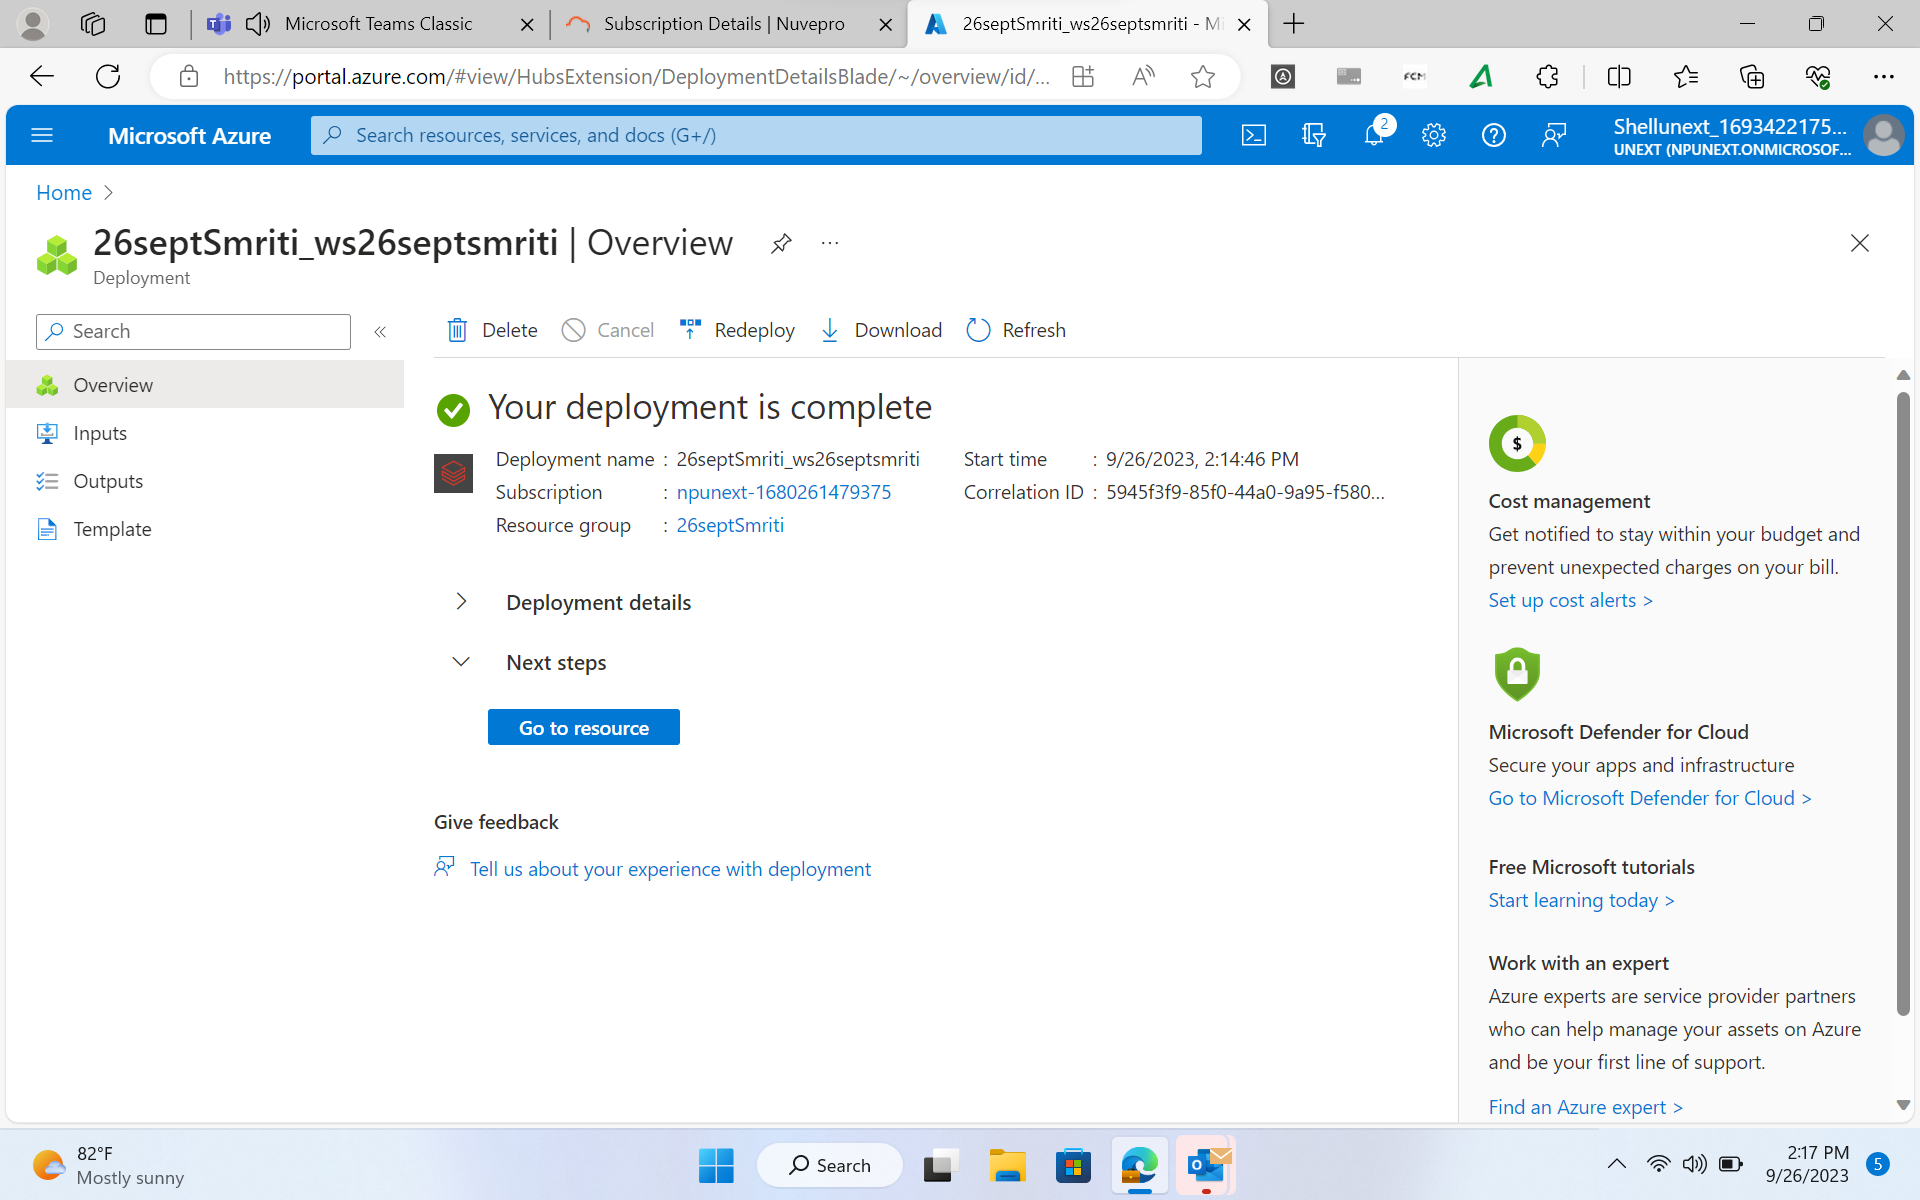 Microsoft Teams Classic
Subscription Details | Nuvepro
26septSmriti_ws26septsmriti - Mi
https://portal.azure.com/#view/HubsExtension/DeploymentDetailsBlade/~/overview/id/...
FCM
Microsoft Azure
Search resources, services, and docs (G+/)
2
Shellunext_1693422175...
UNEXT (NPUNEXT.ONMICROSOF...
Home >
26septSmriti_ws26septsmriti | Overview
Deployment
Search
Delete
Cancel
Redeploy
Download
Refresh
Overview
Inputs
Outputs
Template
Your deployment is complete
Deployment name : 26septSmriti_ws26septsmriti
Subscription : npunext-1680261479375
Resource group : 26septSmriti
Start time : 9/26/2023, 2:14:46 PM
Correlation ID : 5945f3f9-85f0-44a0-9a95-f580...
Deployment details
Next steps
Go to resource
Give feedback
Tell us about your experience with deployment
$
Cost management
Get notified to stay within your budget and
prevent unexpected charges on your bill.
Set up cost alerts >
Microsoft Defender for Cloud
Secure your apps and infrastructure
Go to Microsoft Defender for Cloud >
Free Microsoft tutorials
Start learning today >
Work with an expert
Azure experts are service provider partners
who can help manage your assets on Azure
and be your first line of support.
Find an Azure expert >
82°F
Mostly sunny
Search
2:17 PM
9/26/2023
5